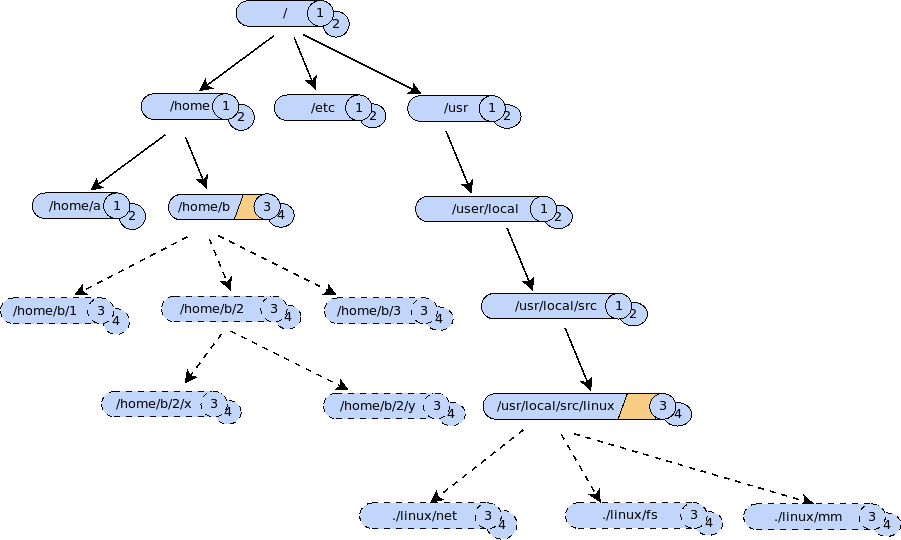 / 1 2
/home 1 2 /etc 1 2 /usr 1 2
/home/a 1 2 /home/b 3 4 /user/local 1 2
/home/b/1 3 4 /home/b/2 3 4 /home/b/3 3 4 /usr/local/src 1 2
/home/b/2/x 3 4 /home/b/2/y 3 4 /usr/local/src/linux 3 4
./linux/net 3 4 ./linux/fs 3 4 ./linux/mm 3 4